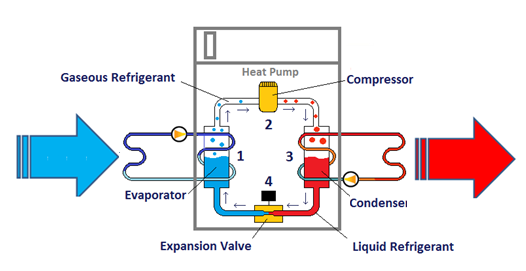 Heat Pump
Gaseous Refrigerant
Compressor
2
1
3
4
Evaporator
Condenser
Expansion Valve
Liquid Refrigerant